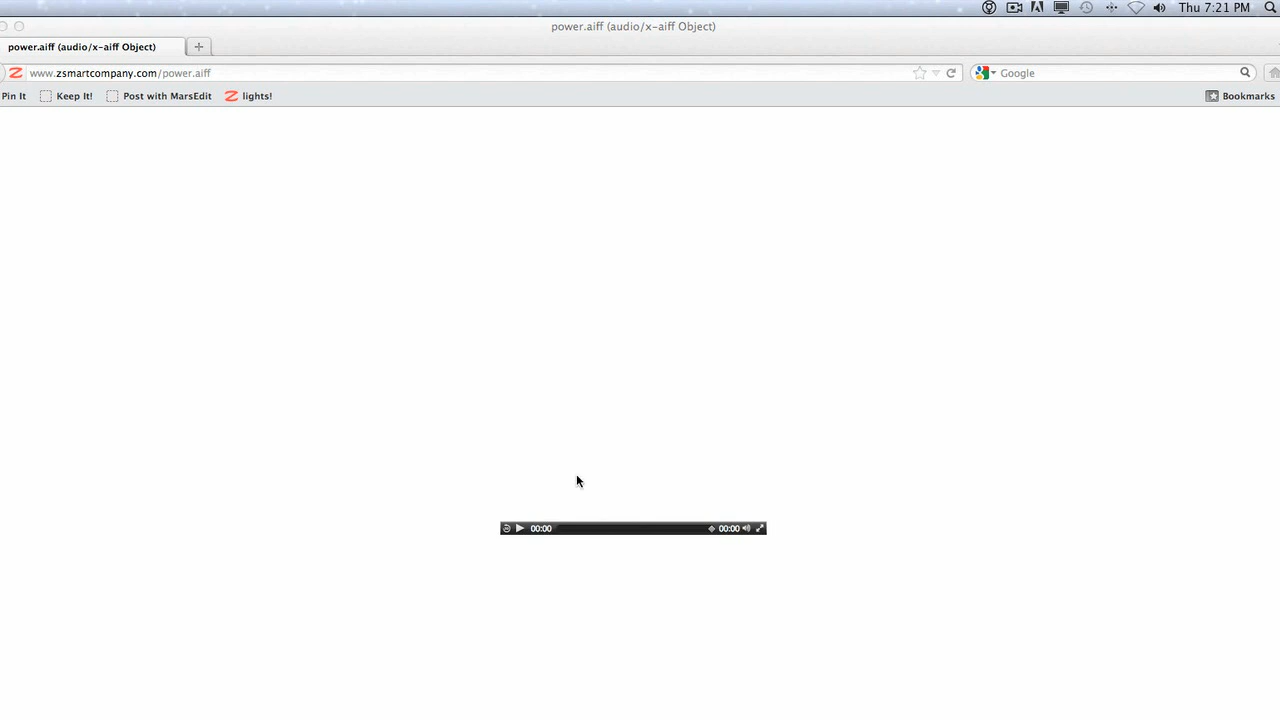 Thu 7:21 PM
power.aiff (audio/x-aiff Object)
power.aiff (audio/x-aiff Object)
www.zsmartcompany.com/power.aiff
Google
Pin It Keep It! Post with MarsEdit lights! Bookmarks
00:00 00:00